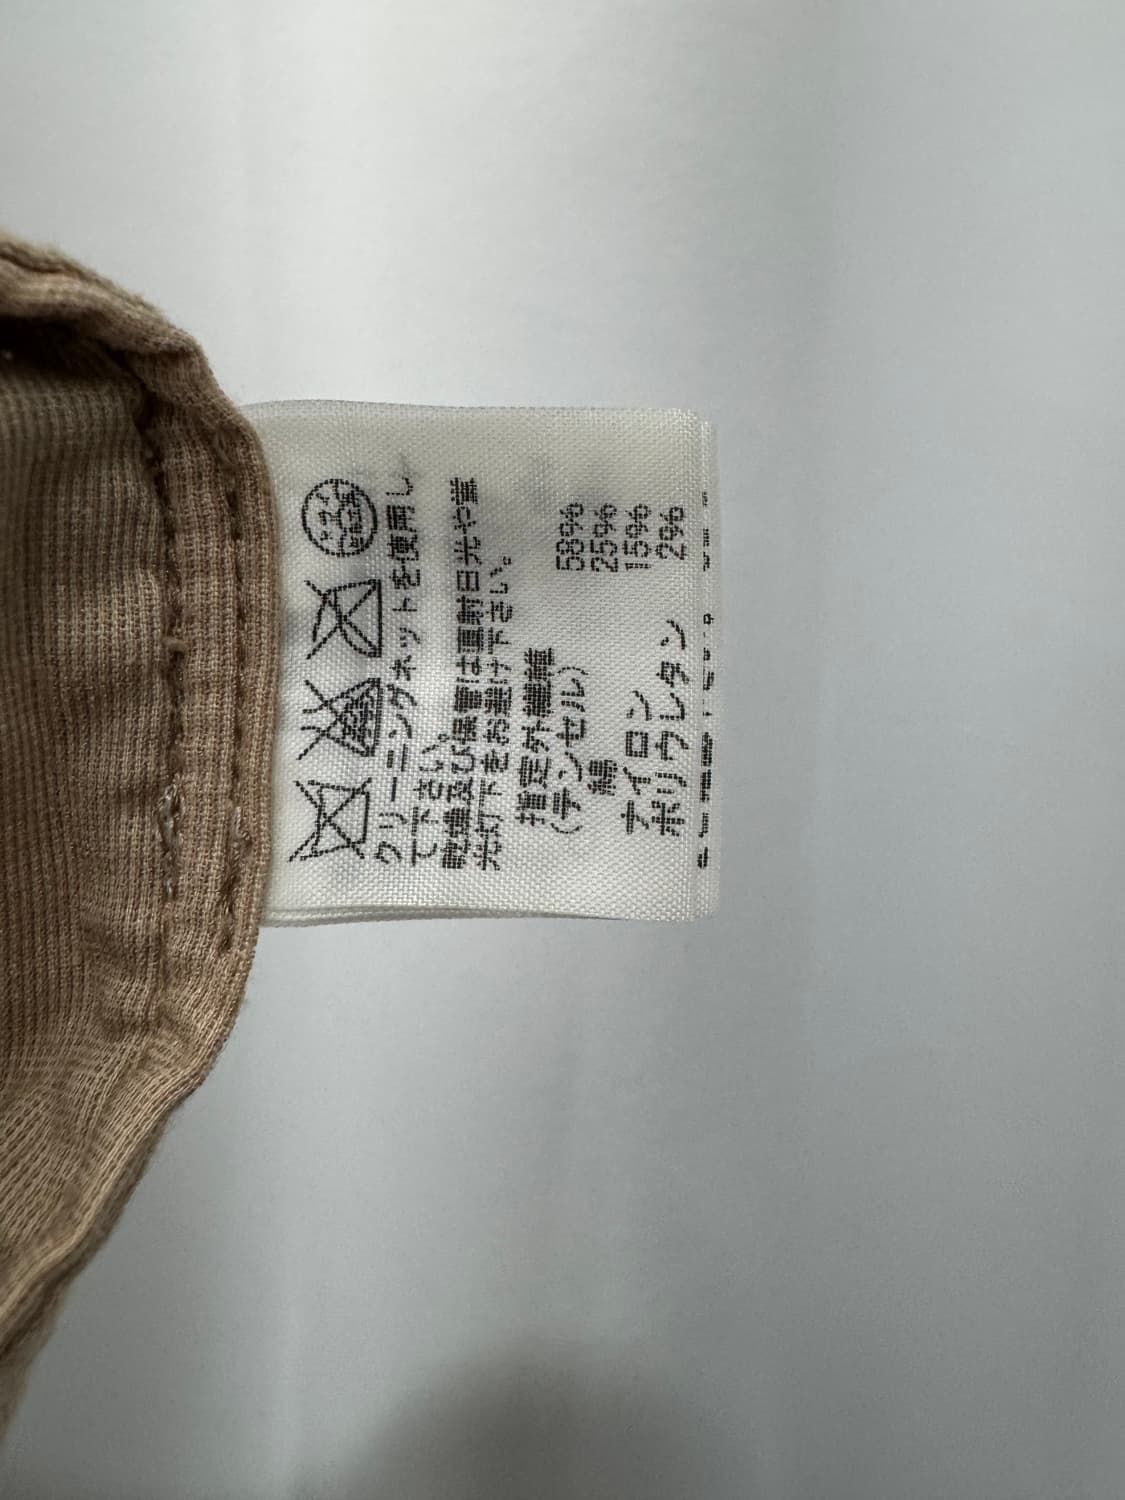 クリーニングネットを使用し
て下さい。
乾燥及び保管は直射日光や蛍
光灯下をお避け下さい。
指定外繊維
(テンセル) 58%
綿 25%
ナイロン 15%
ポリウレタン 2%